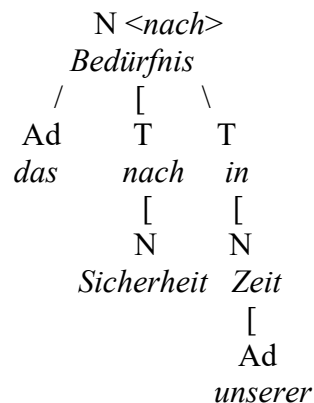 N <nach>
Bedürfnis
/ [ \
Ad T T
das nach in
[ [
N N
Sicherheit Zeit
[
Ad
unserer